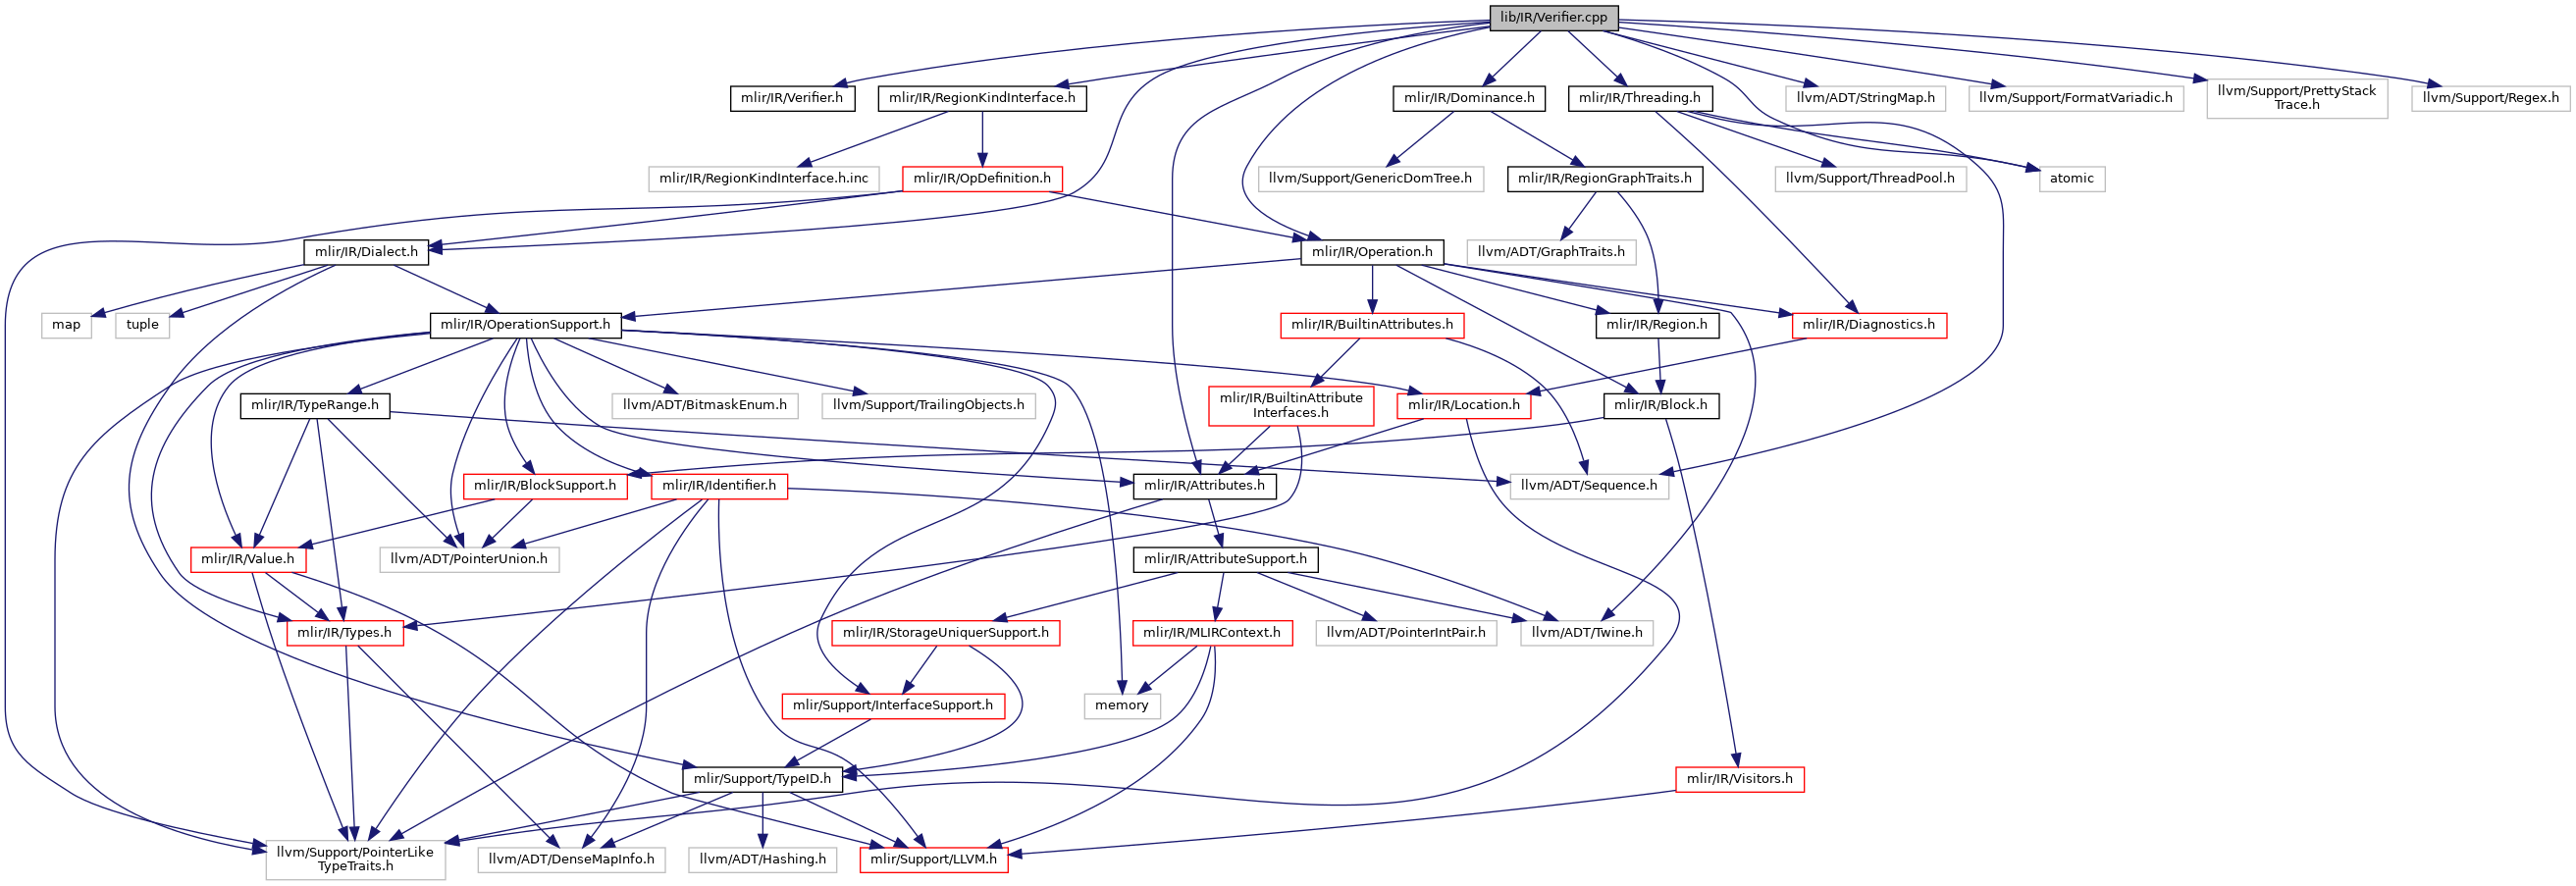 lib/IR/Verifier.cpp
mlir/IR/Verifier.h
mlir/IR/RegionKindInterface.h
mlir/IR/Dominance.h
mlir/IR/Threading.h
llvm/ADT/StringMap.h
llvm/Support/FormatVariadic.h
llvm/Support/PrettyStack
Trace.h
llvm/Support/Regex.h
mlir/IR/RegionKindInterface.h.inc
mlir/IR/OpDefinition.h
llvm/Support/GenericDomTree.h
mlir/IR/RegionGraphTraits.h
llvm/Support/ThreadPool.h
atomic
mlir/IR/Dialect.h
mlir/IR/Operation.h
llvm/ADT/GraphTraits.h
map
tuple
mlir/IR/OperationSupport.h
mlir/IR/BuiltinAttributes.h
mlir/IR/Region.h
mlir/IR/Diagnostics.h
mlir/IR/TypeRange.h
llvm/ADT/BitmaskEnum.h
llvm/Support/TrailingObjects.h
mlir/IR/BuiltinAttribute
Interfaces.h
mlir/IR/Location.h
mlir/IR/Block.h
mlir/IR/BlockSupport.h
mlir/IR/Identifier.h
mlir/IR/Attributes.h
llvm/ADT/Sequence.h
mlir/IR/Value.h
llvm/ADT/PointerUnion.h
mlir/IR/AttributeSupport.h
mlir/IR/Types.h
mlir/IR/StorageUniquerSupport.h
mlir/IR/MLIRContext.h
llvm/ADT/PointerIntPair.h
llvm/ADT/Twine.h
mlir/Support/InterfaceSupport.h
memory
mlir/Support/TypeID.h
mlir/IR/Visitors.h
llvm/Support/PointerLike
TypeTraits.h
llvm/ADT/DenseMapInfo.h
llvm/ADT/Hashing.h
mlir/Support/LLVM.h